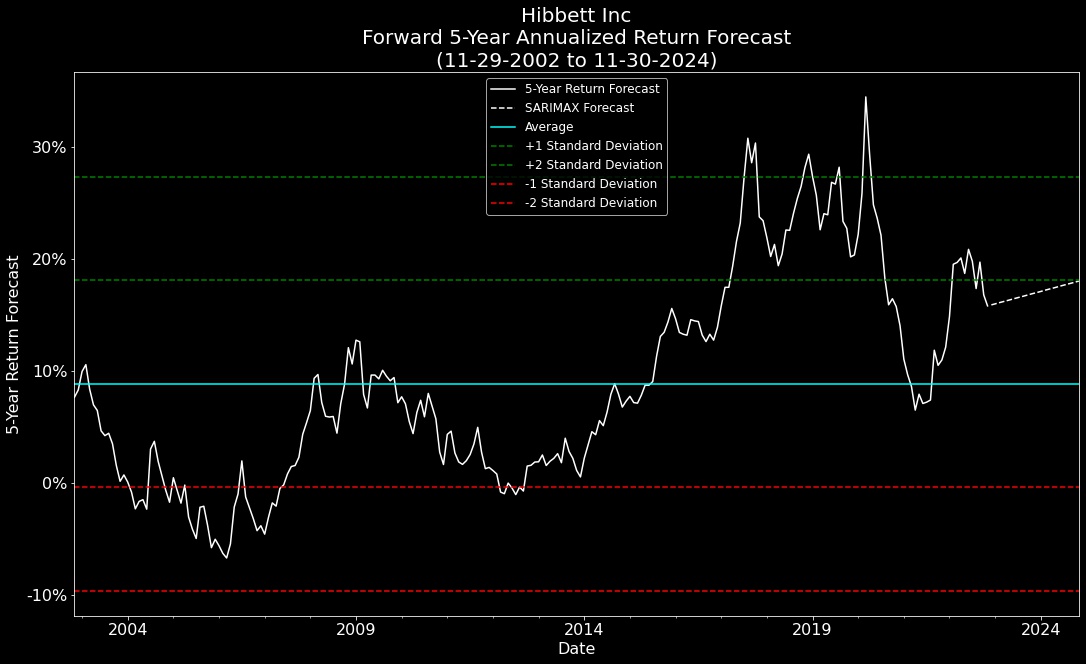 Hibbett Inc
Forward 5-Year Annualized Return Forecast
(11-29-2002 to 11-30-2024)
5-Year Return Forecast
SARIMAX Forecast
Average
+1 Standard Deviation
+2 Standard Deviation
-1 Standard Deviation
-2 Standard Deviation
5-Year Return Forecast
30%
20%
10%
0%
-10%
2004
2009
2014
2019
2024
Date